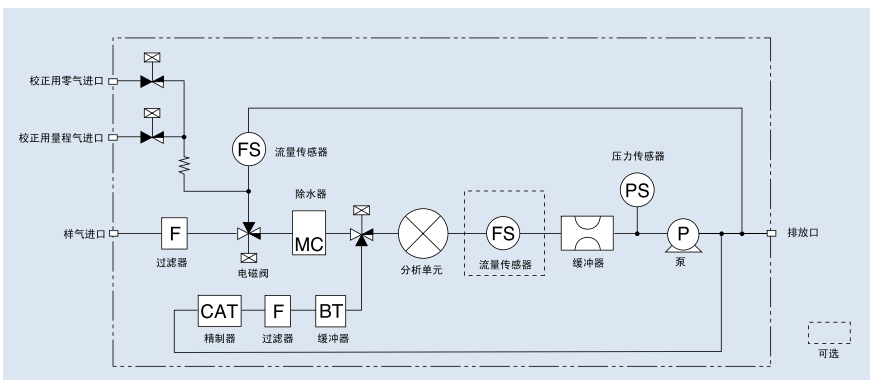 校正用零气进口
校正用量程气进口
FS
流量传感器
压力传感器
PS
除水器
样气进口
F
过滤器
电磁阀
MC
分析单元
FS
流量传感器
缓冲器
P
泵
排放口
CAT
精制器
F
过滤器
BT
缓冲器
可选